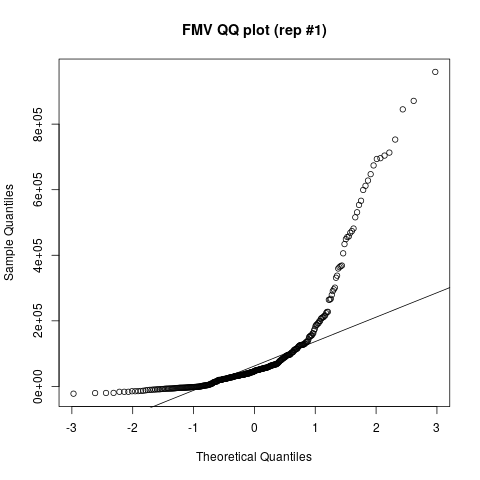 FMV QQ plot (rep #1)
Sample Quantiles
8e+05
6e+05
4e+05
2e+05
0e+00
-3 -2 -1 0 1 2 3
Theoretical Quantiles